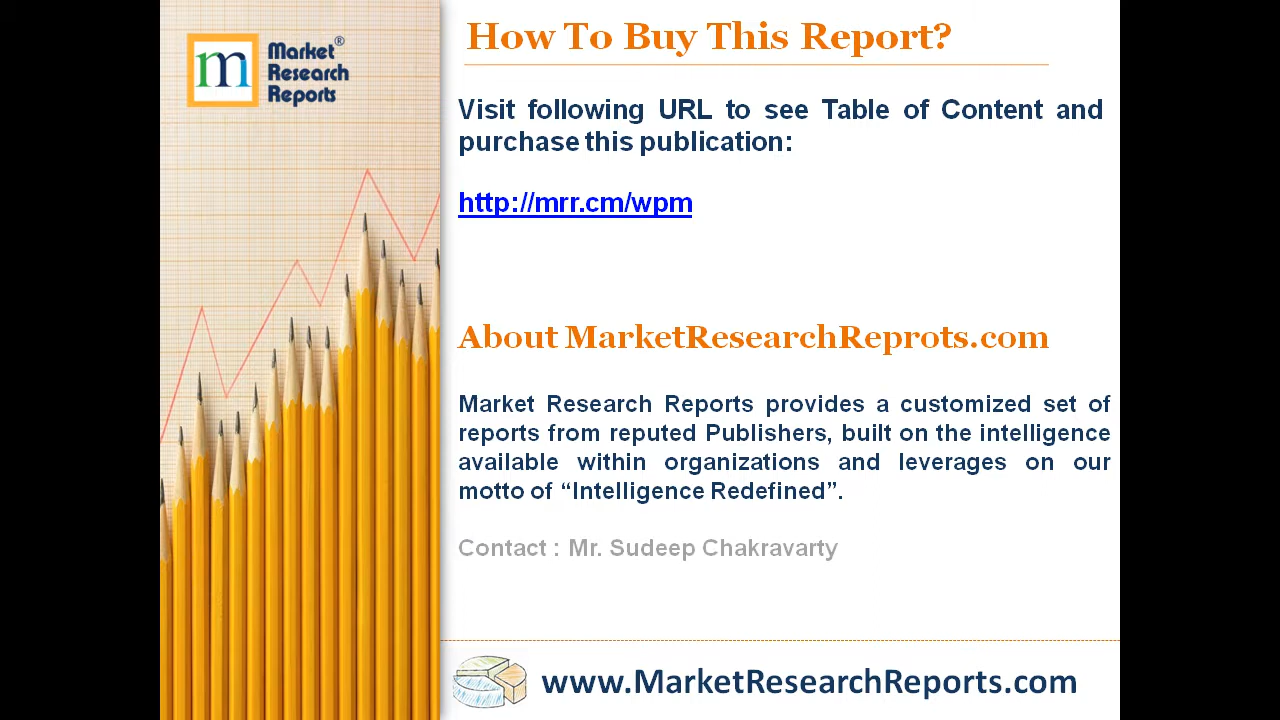 m
Market®
Research
Reports
How To Buy This Report?
Visit following URL to see Table of Content and
purchase this publication:
http://mrr.cm/wpm
About MarketResearchReprots.com
Market Research Reports provides a customized set of
reports from reputed Publishers, built on the intelligence
available within organizations and leverages on our
motto of “Intelligence Redefined”.
Contact : Mr. Sudeep Chakravarty
www.MarketResearchReports.com